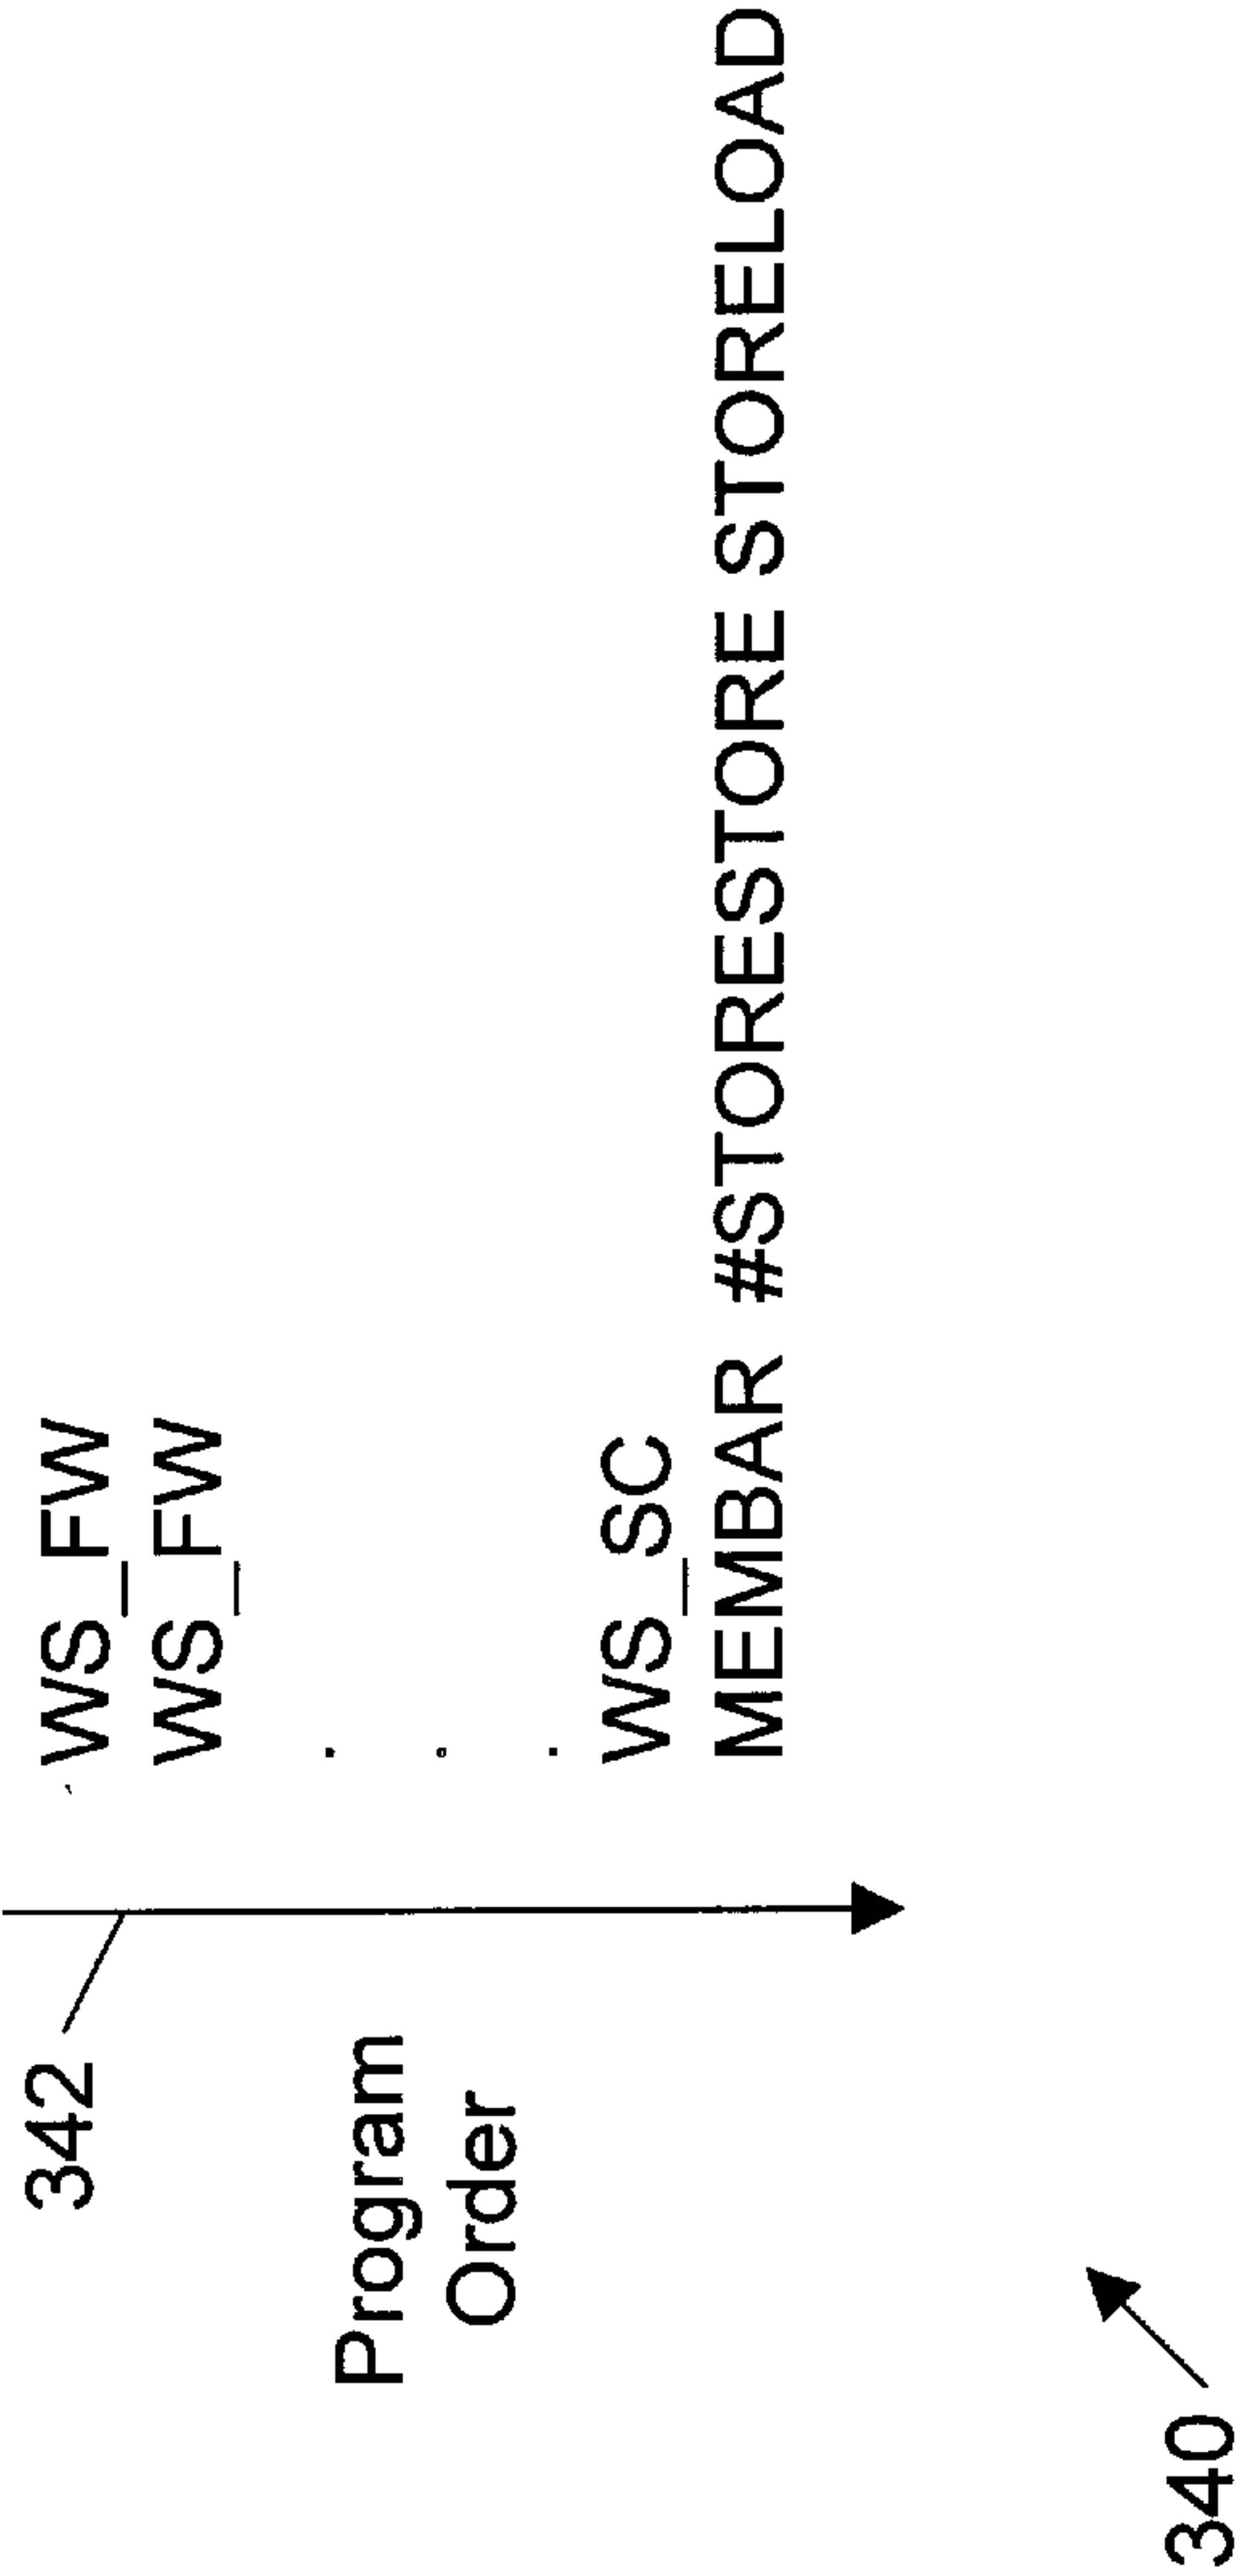 342
WS_FW
WS_FW
.
.
.
Program
Order
WS_SC
MEMBAR #STORESTORE STORELOAD
340